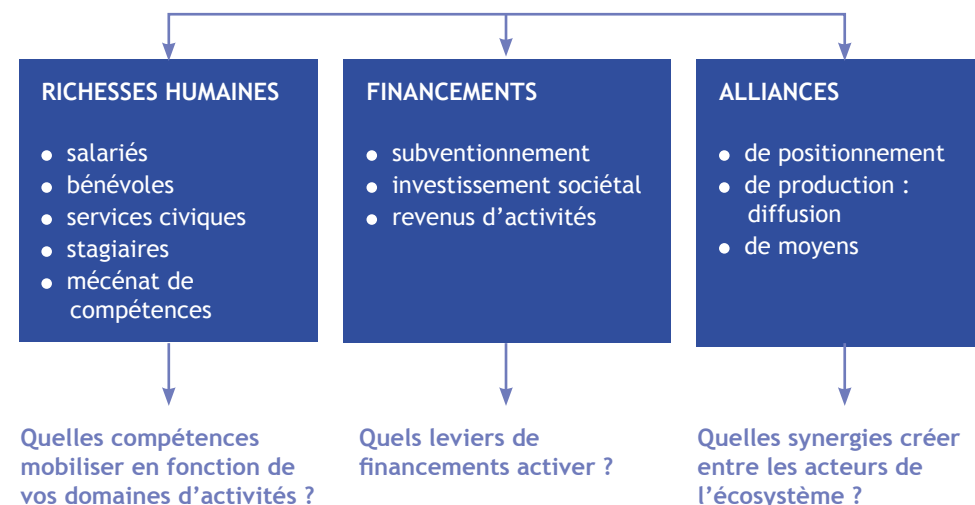 RICHESSES HUMAINES
● salariés
● bénévoles
● services civiques
● stagiaires
● mécénat de
compétences
Quelles compétences
mobiliser en fonction de
vos domaines d'activités ?
FINANCEMENTS
● subventionnement
● investissement sociétal
● revenus d'activités
Quels leviers de
financements activer ?
ALLIANCES
● de positionnement
● de production :
diffusion
● de moyens
Quelles synergies créer
entre les acteurs de
l'écosystème ?